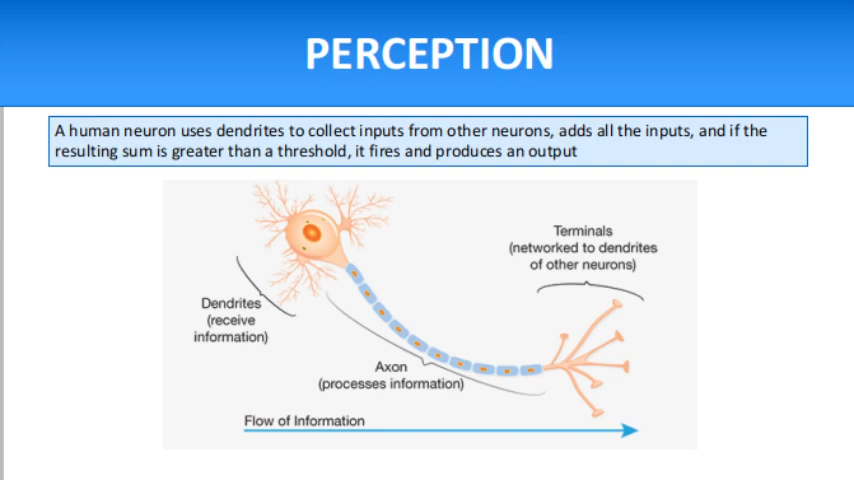 PERCEPTION
A human neuron uses dendrites to collect inputs from other neurons, adds all the inputs, and if the
resulting sum is greater than a threshold, it fires and produces an output
Terminals
(networked to dendrites
of other neurons)
Dendrites
(receive
information)
Axon
(processes information)
Flow of Information